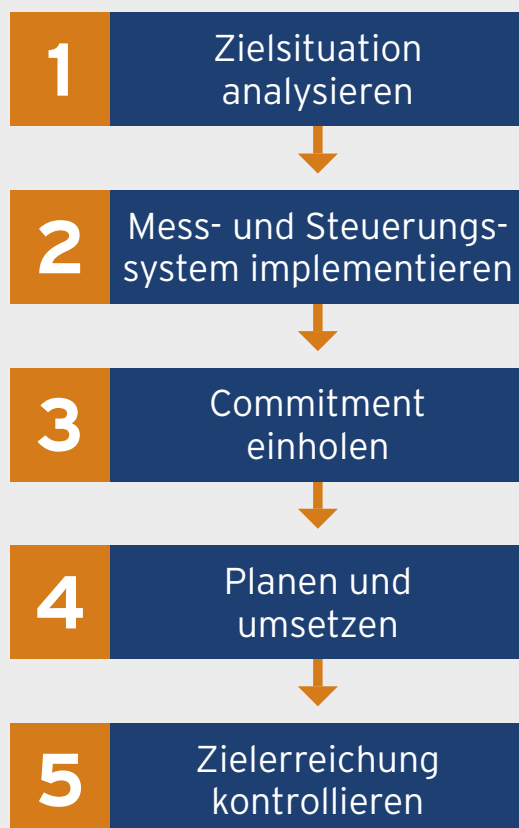 1
Zielsituation
analysieren
2
Mess- und Steuerungs-
system implementieren
3
Commitment
einholen
4
Planen und
umsetzen
5
Zielerreichung
kontrollieren